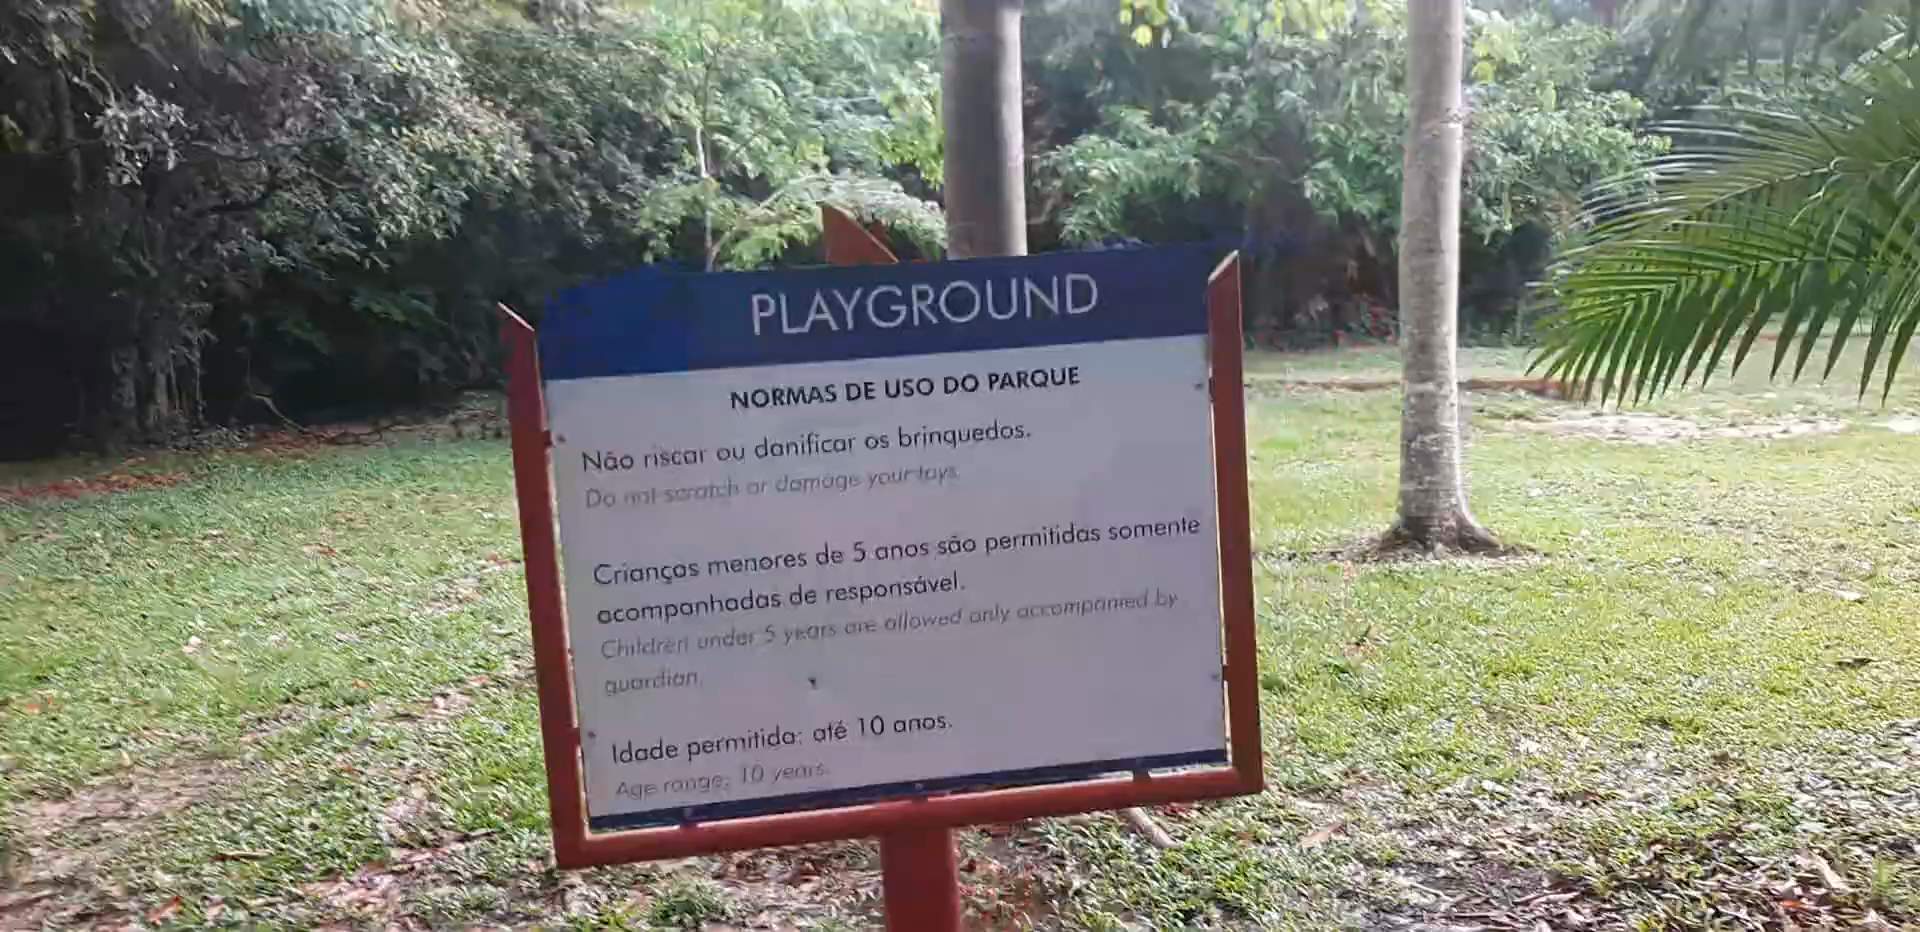 PLAYGROUND
NORMAS DE USO DO PARQUE
Não riscar ou danificar os brinquedos.
Do not scratch or damage your toys.
Crianças menores de 5 anos são permitidas somente
acompanhadas de responsável.
Children under 5 years are allowed only accompanied by
guardian.
Idade permitida: até 10 anos.
Age range: 10 years.